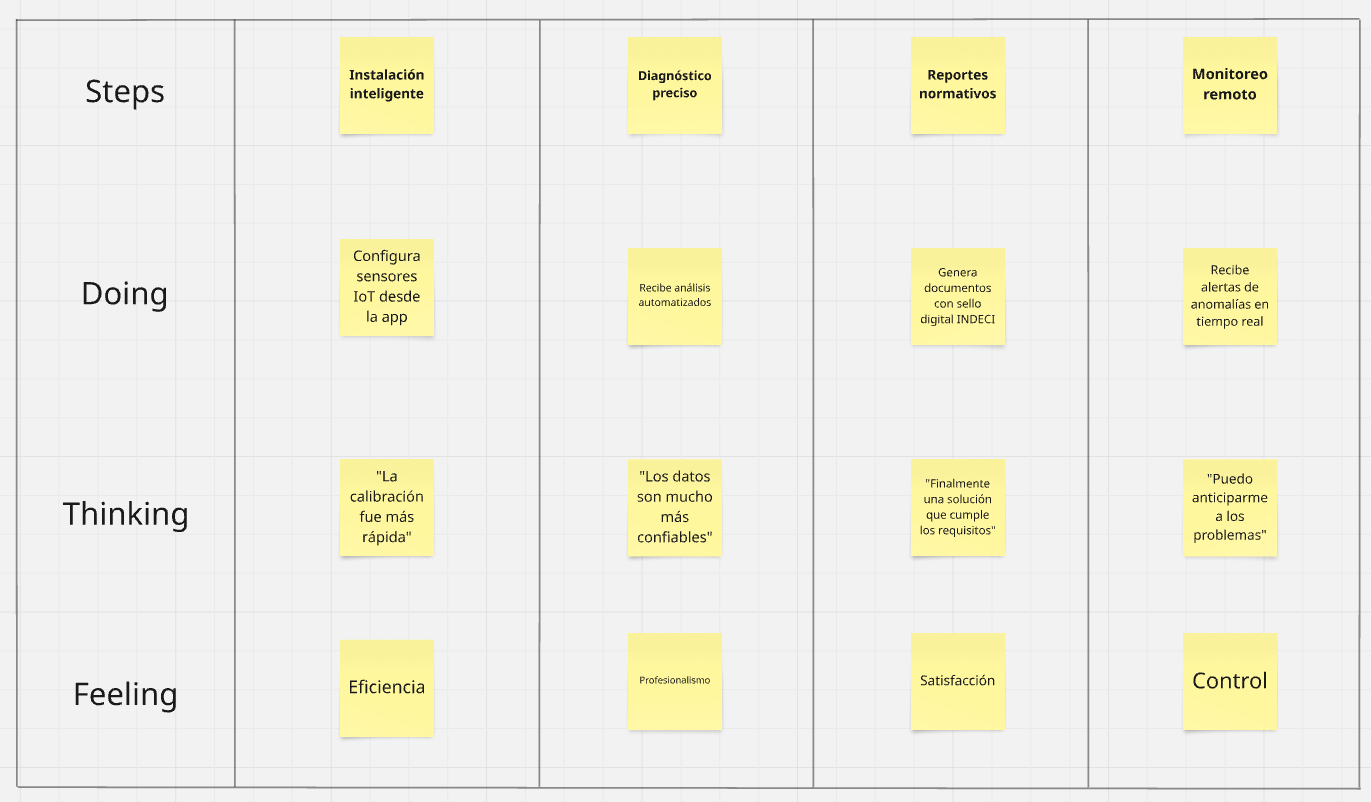 Steps
Instalación
inteligente
Diagnóstico
preciso
Reportes
normativos
Monitoreo
remoto
Doing
Configura
sensores
IoT desde
la app
Recibe análisis
automatizados
Genera
documentos
con sello
digital INDECI
Recibe
alertas de
anomalías en
tiempo real
Thinking
"La
calibración
fue más
rápida"
"Los datos
son mucho
más
confiables"
"Finalmente
una solución
que cumple
los requisitos"
"Puedo
anticiparme
a los
problemas"
Feeling
Eficiencia
Profesionalismo
Satisfacción
Control